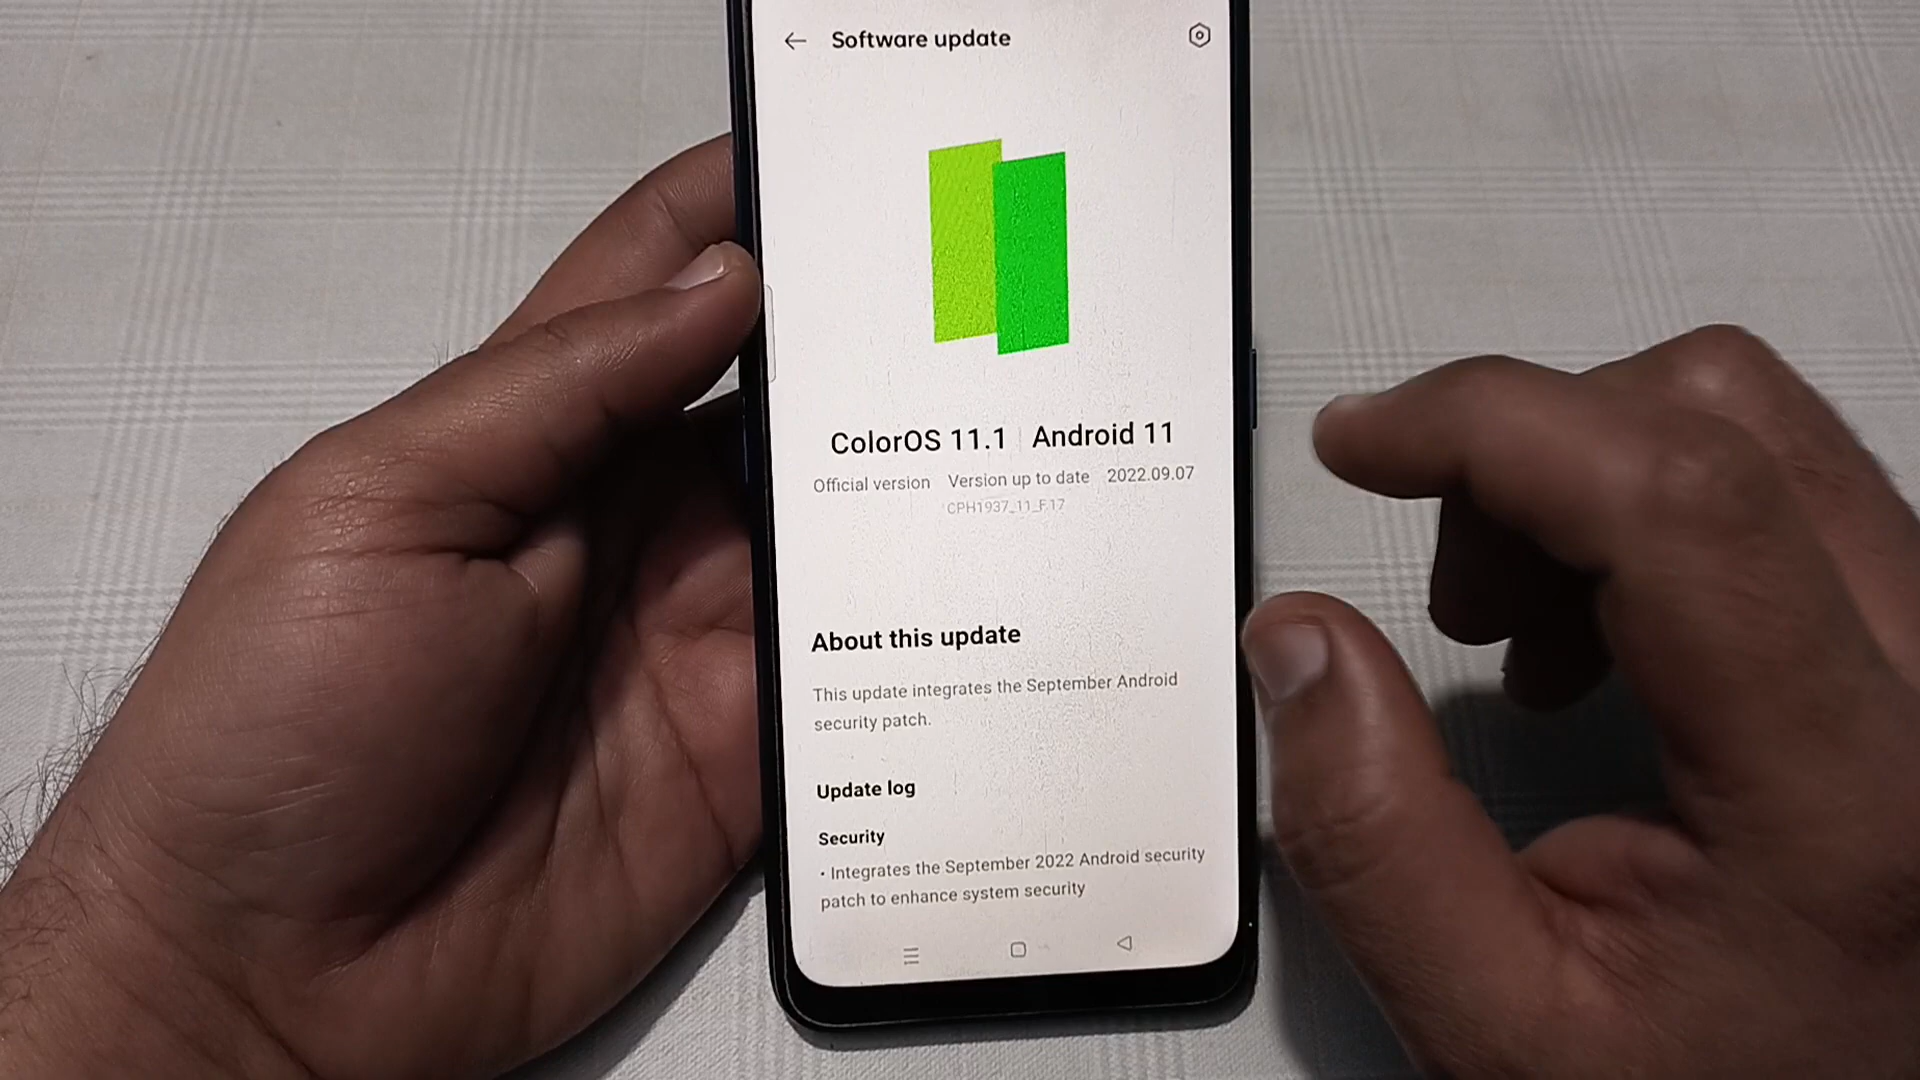 Software update
ColorOS 11.1 Android 11
Official version Version up to date 2022.09.07
CPH1937_11_F.17
About this update
This update integrates the September Android
security patch.
Update log
Security
· Integrates the September 2022 Android security
patch to enhance system security